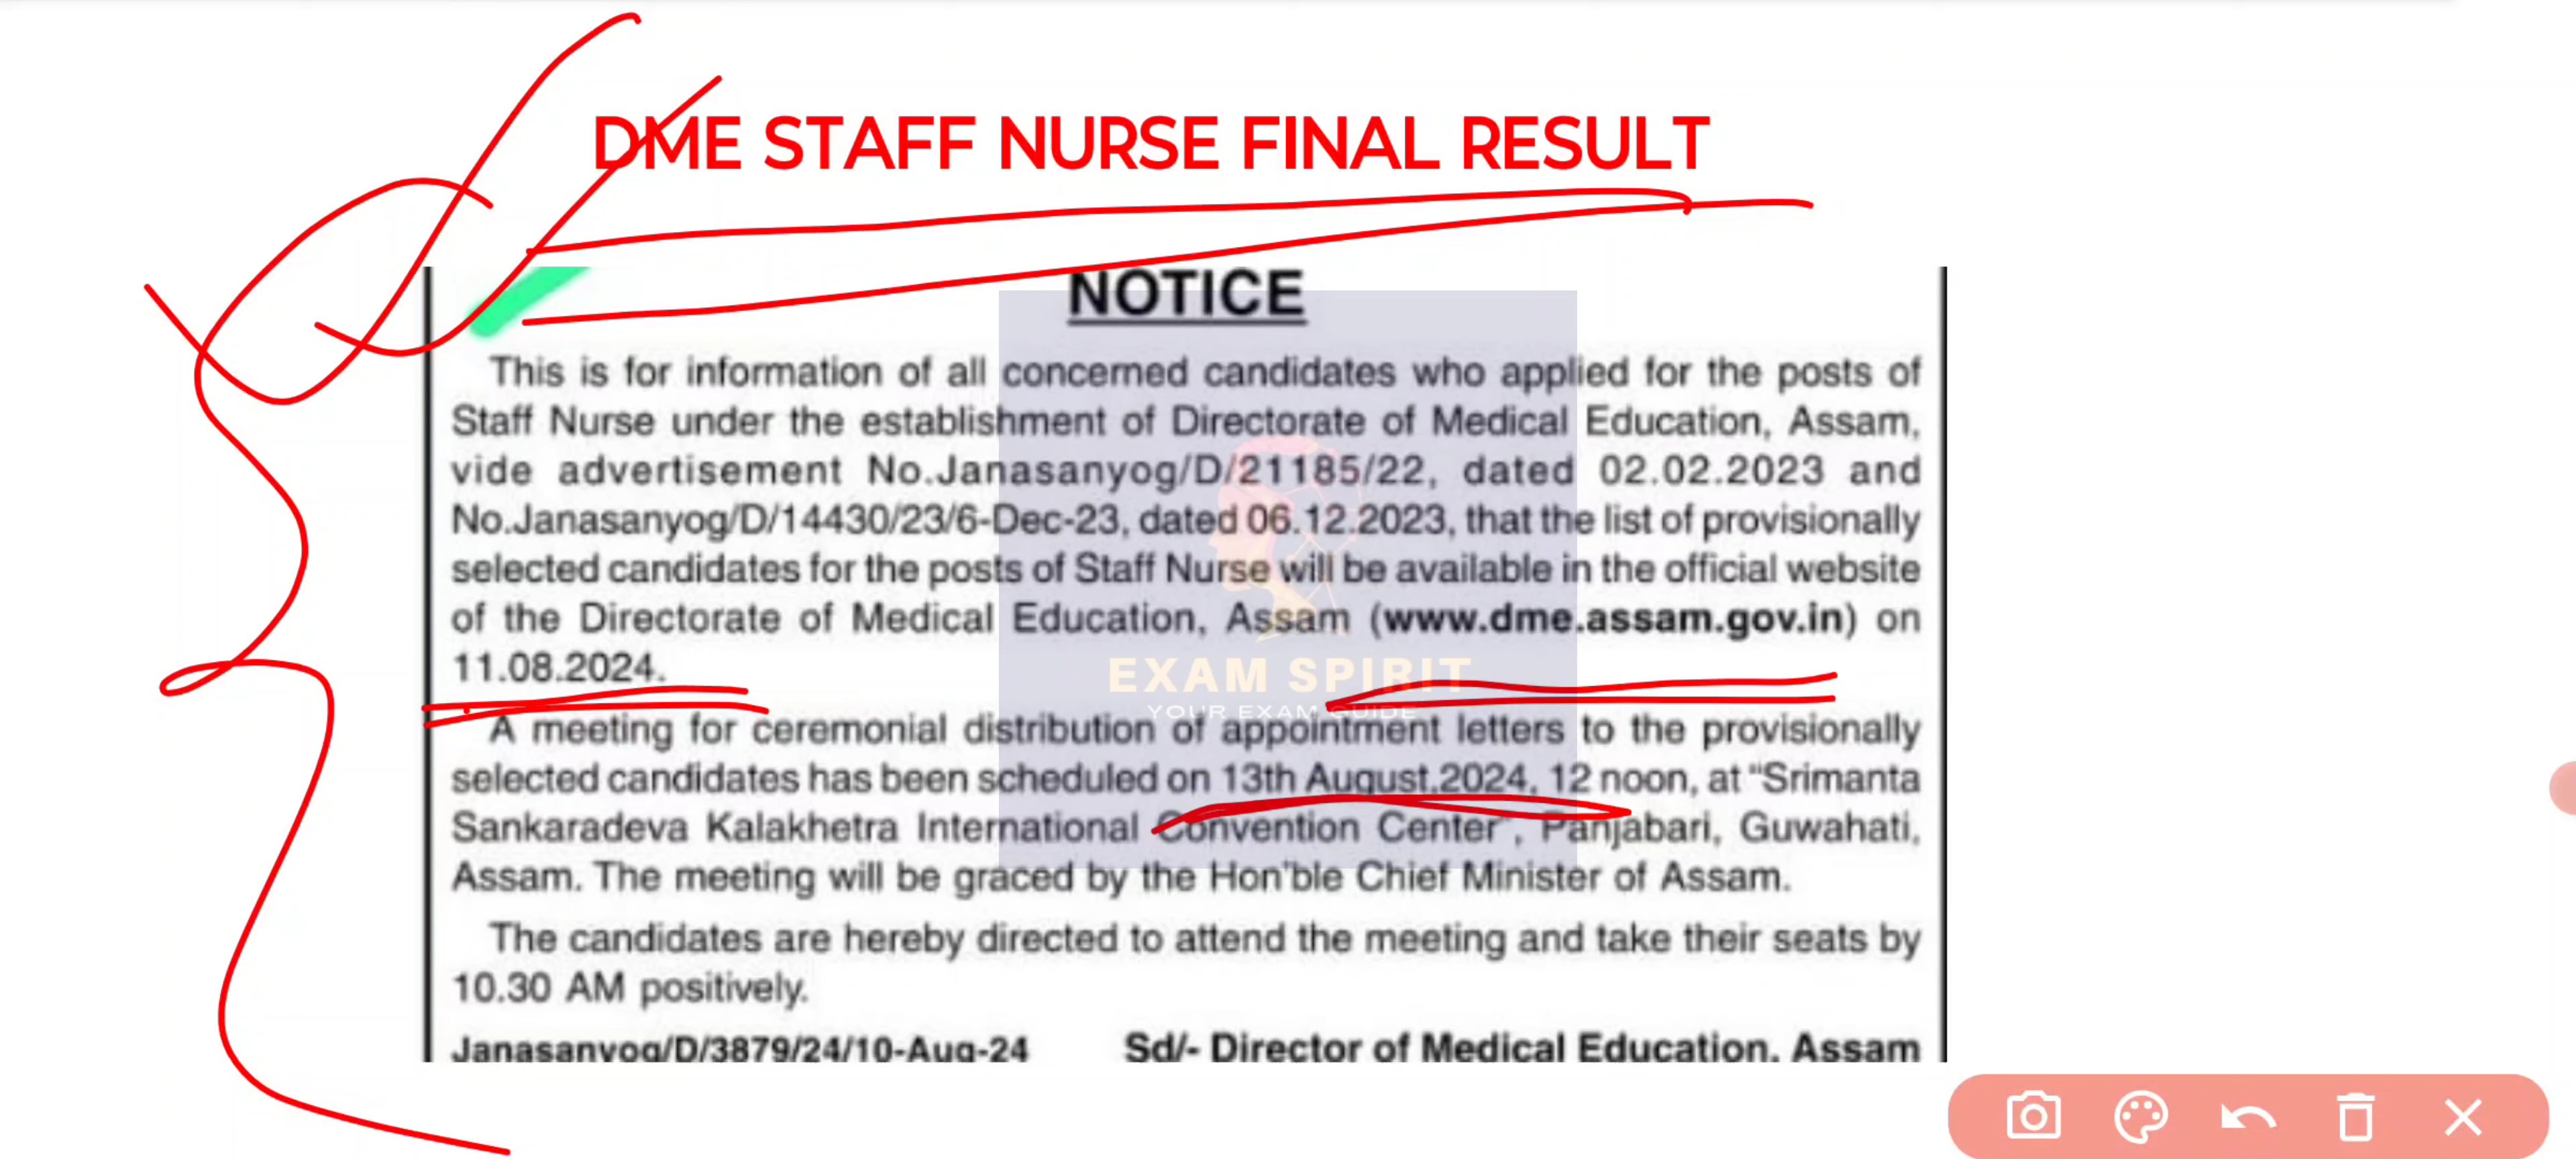 DME STAFF NURSE FINAL RESULT
NOTICE
This is for information of all concerned candidates who applied for the posts of
Staff Nurse under the establishment of Directorate of Medical Education, Assam,
vide advertisement No.Janasanyog/D/21185/22, dated 02.02.2023 and
No.Janasanyog/D/14430/23/6-Dec-23, dated 06.12.2023, that the list of provisionally
selected candidates for the posts of Staff Nurse will be available in the official website
of the Directorate of Medical Education, Assam (www.dme.assam.gov.in) on
11.08.2024.
EXAM SPIRIT
YOUR EXAM GUIDE
A meeting for ceremonial distribution of appointment letters to the provisionally
selected candidates has been scheduled on 13th August,2024, 12 noon, at "Srimanta
Sankaradeva Kalakhetra International Convention Center", Panjabari, Guwahati,
Assam. The meeting will be graced by the Hon'ble Chief Minister of Assam.
The candidates are hereby directed to attend the meeting and take their seats by
10.30 AM positively.
Janasanyog/D/3879/24/10-Aug-24 Sd/- Director of Medical Education, Assam